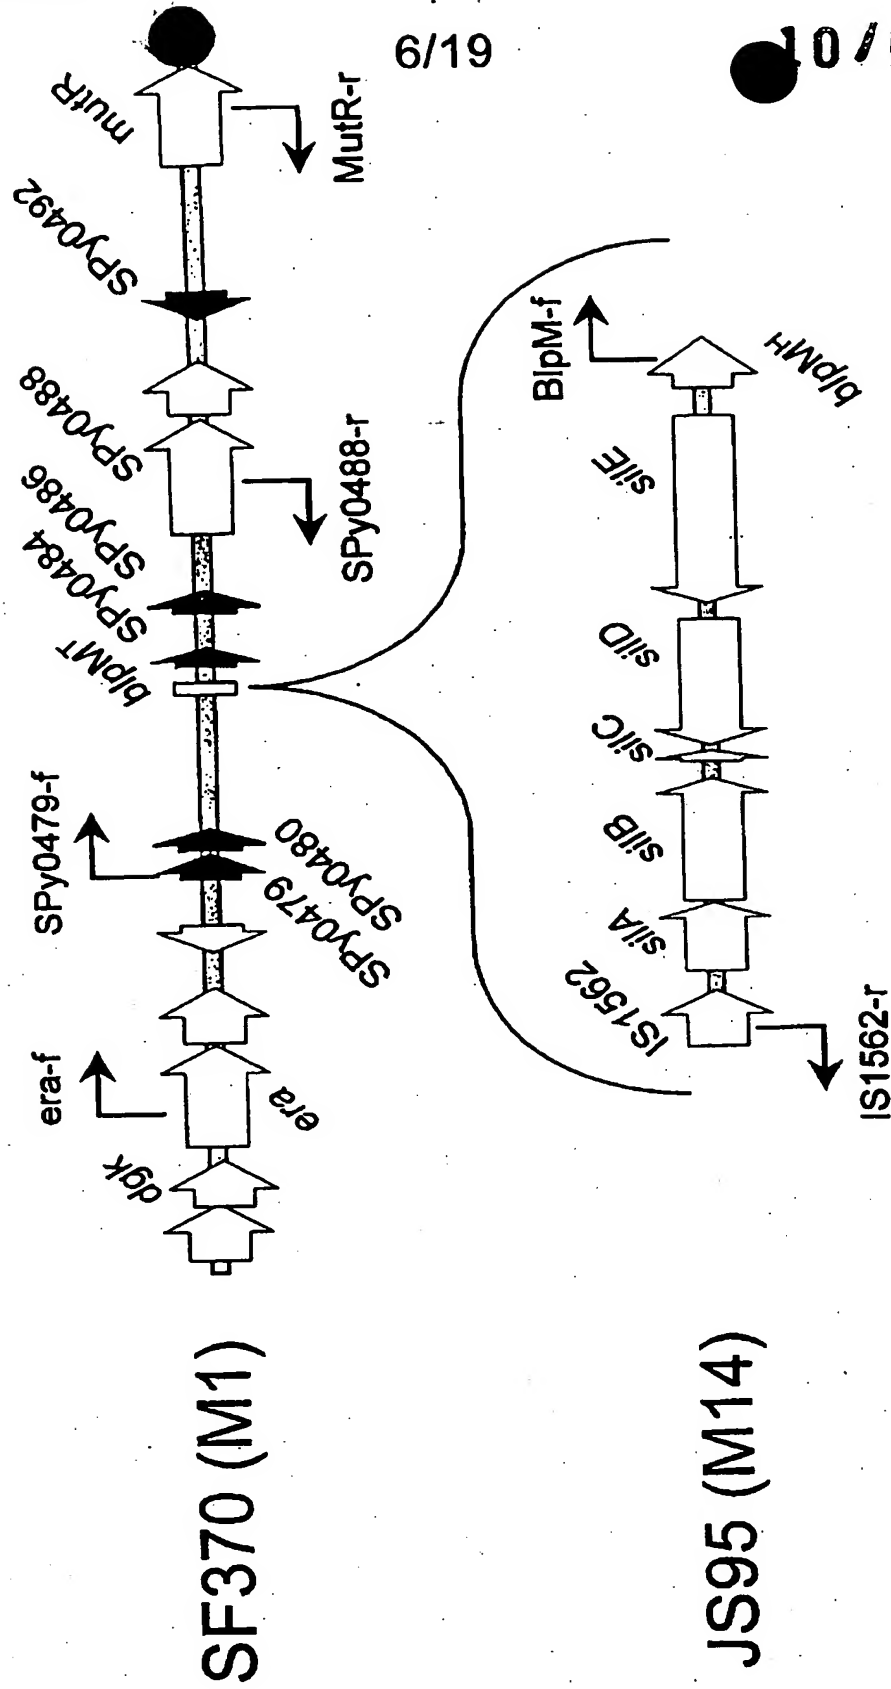 6/19
10/
SF370 (M1)
dgk
era-f
era
SPy0479-f
SPy0479
SPy0480
blpMT
SPy0484
SPy0486
SPy0488
SPy0488-r
SPy0492
mutR
MutR-r
JS95 (M14)
IS1562-r
IS1562
silA
silB
silC
silD
silE
BlpM-f
blpMH